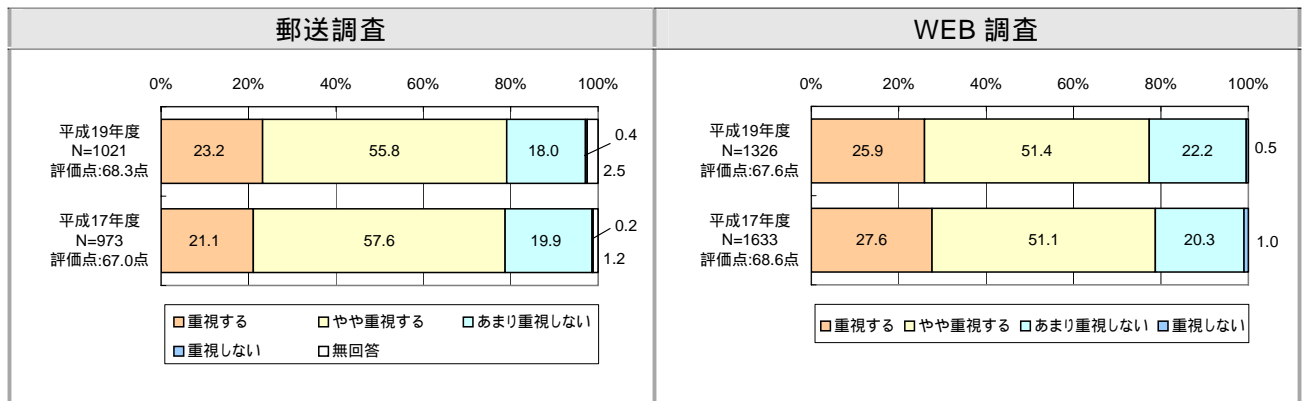 郵送調査
WEB 調査
0% 20% 40% 60% 80% 100%
平成19年度
N=1021
評価点:68.3点
23.2 55.8 18.0 0.4
2.5
平成17年度
N=973
評価点:67.0点
21.1 57.6 19.9 0.2
1.2
重視する やや重視する あまり重視しない
重視しない 無回答
0% 20% 40% 60% 80% 100%
平成19年度
N=1326
評価点:67.6点
25.9 51.4 22.2 0.5
平成17年度
N=1633
評価点:68.6点
27.6 51.1 20.3 1.0
重視する やや重視する あまり重視しない 重視しない